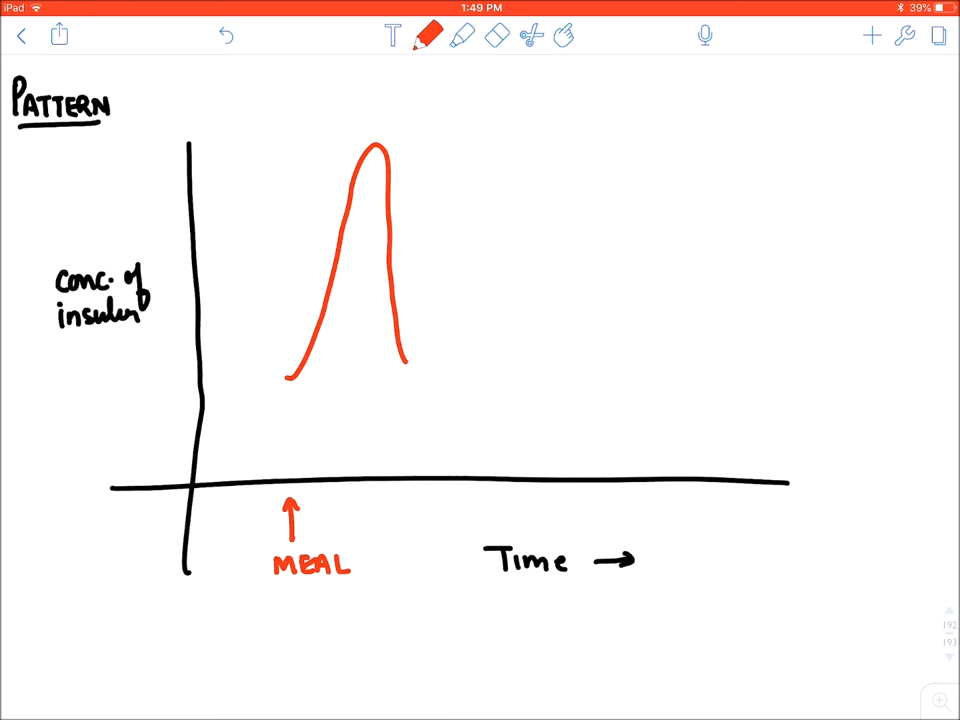 iPad
1:49 PM
39%
T
PATTERN
conc. of
insulin
MEAL
Time →
192
193